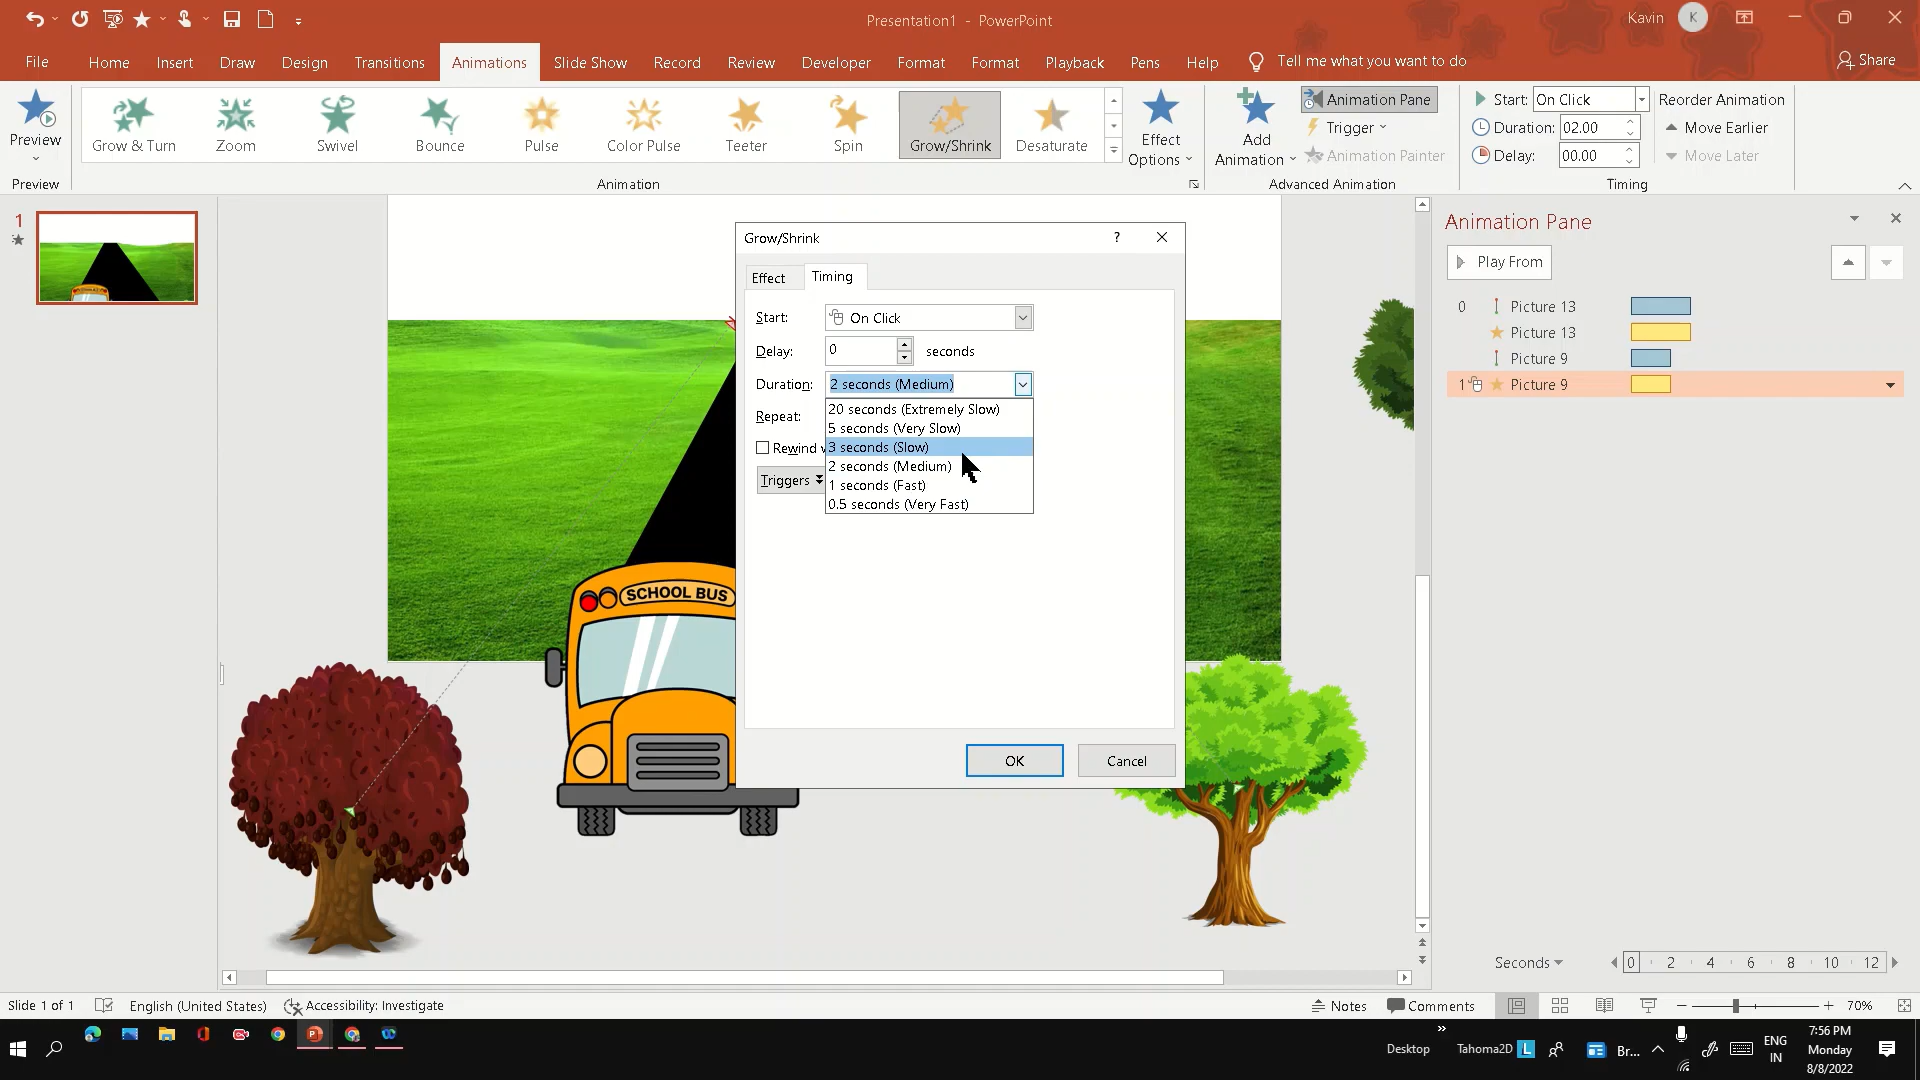 Presentation1 - PowerPoint
Kavin
K
File
Home
Insert
Draw
Design
Transitions
Animations
Slide Show
Record
Review
Developer
Format
Format
Playback
Pens
Help
Tell me what you want to do
Share
Preview
Grow & Turn
Zoom
Swivel
Bounce
Pulse
Color Pulse
Teeter
Spin
Grow/Shrink
Desaturate
Effect
Options
Add
Animation
Animation Pane
Trigger
Animation Painter
Start: On Click
Duration: 02.00
Delay: 00.00
Reorder Animation
Move Earlier
Move Later
Preview
Animation
Advanced Animation
Timing
1
Grow/Shrink
?
Effect
Timing
Start: On Click
Delay: 0 seconds
Duration: 2 seconds (Medium)
20 seconds (Extremely Slow)
5 seconds (Very Slow)
3 seconds (Slow)
2 seconds (Medium)
1 seconds (Fast)
0.5 seconds (Very Fast)
Repeat:
Rewind
Triggers
OK
Cancel
SCHOOL BUS
Animation Pane
Play From
0 Picture 13
Picture 13
Picture 9
1 Picture 9
Seconds
0 2 4 6 8 10 12
Slide 1 of 1
English (United States)
Accessibility: Investigate
Notes
Comments
70%
Desktop
Tahoma2D
L
Br...
ENG
IN
7:56 PM
Monday
8/8/2022